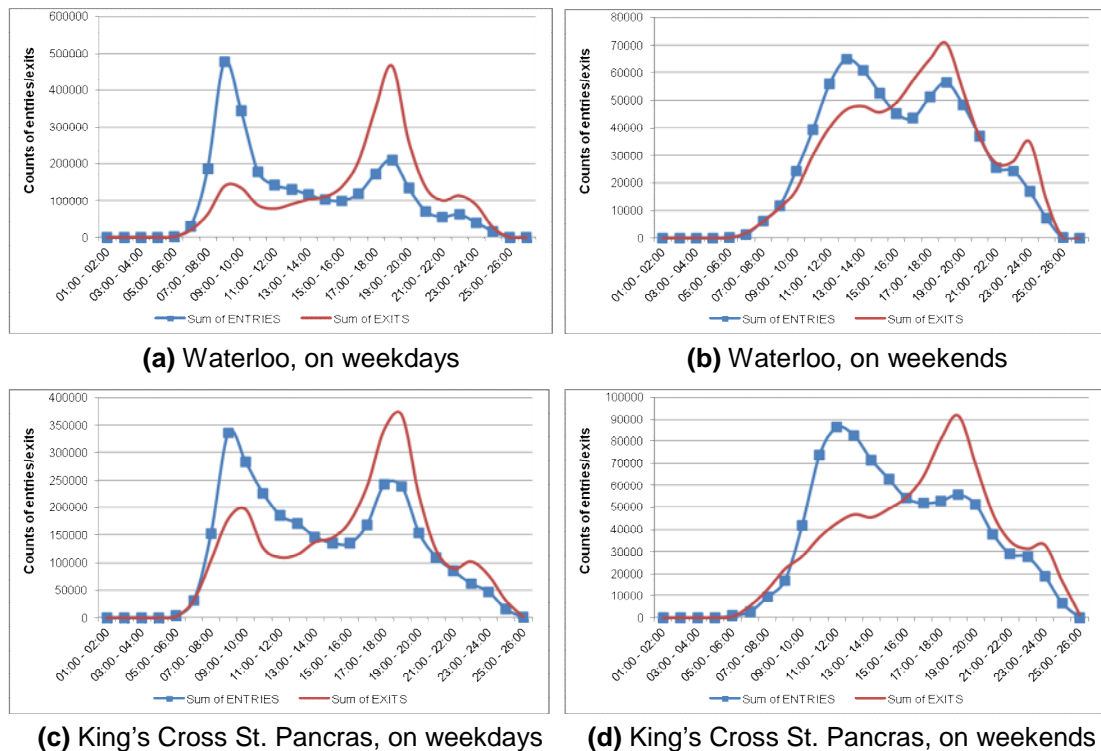 600000
500000
400000
300000
200000
100000
0
Counts of entries/exits
01:00 - 02:00
03:00 - 04:00
05:00 - 06:00
07:00 - 08:00
09:00 - 10:00
11:00 - 12:00
13:00 - 14:00
15:00 - 16:00
17:00 - 18:00
19:00 - 20:00
21:00 - 22:00
23:00 - 24:00
25:00 - 26:00
Sum of ENTRIES Sum of EXITS
(a) Waterloo, on weekdays
80000
70000
60000
50000
40000
30000
20000
10000
0
Counts of entries/exits
01:00 - 02:00
03:00 - 04:00
05:00 - 06:00
07:00 - 08:00
09:00 - 10:00
11:00 - 12:00
13:00 - 14:00
15:00 - 16:00
17:00 - 18:00
19:00 - 20:00
21:00 - 22:00
23:00 - 24:00
25:00 - 26:00
Sum of ENTRIES Sum of EXITS
(b) Waterloo, on weekends
400000
350000
300000
250000
200000
150000
100000
50000
0
Counts of entries/exits
01:00 - 02:00
03:00 - 04:00
05:00 - 06:00
07:00 - 08:00
09:00 - 10:00
11:00 - 12:00
13:00 - 14:00
15:00 - 16:00
17:00 - 18:00
19:00 - 20:00
21:00 - 22:00
23:00 - 24:00
25:00 - 26:00
Sum of ENTRIES Sum of EXITS
(c) King's Cross St. Pancras, on weekdays
100000
90000
80000
70000
60000
50000
40000
30000
20000
10000
0
Counts of entries/exits
01:00 - 02:00
03:00 - 04:00
05:00 - 06:00
07:00 - 08:00
09:00 - 10:00
11:00 - 12:00
13:00 - 14:00
15:00 - 16:00
17:00 - 18:00
19:00 - 20:00
21:00 - 22:00
23:00 - 24:00
25:00 - 26:00
Sum of ENTRIES Sum of EXITS
(d) King's Cross St. Pancras, on weekends